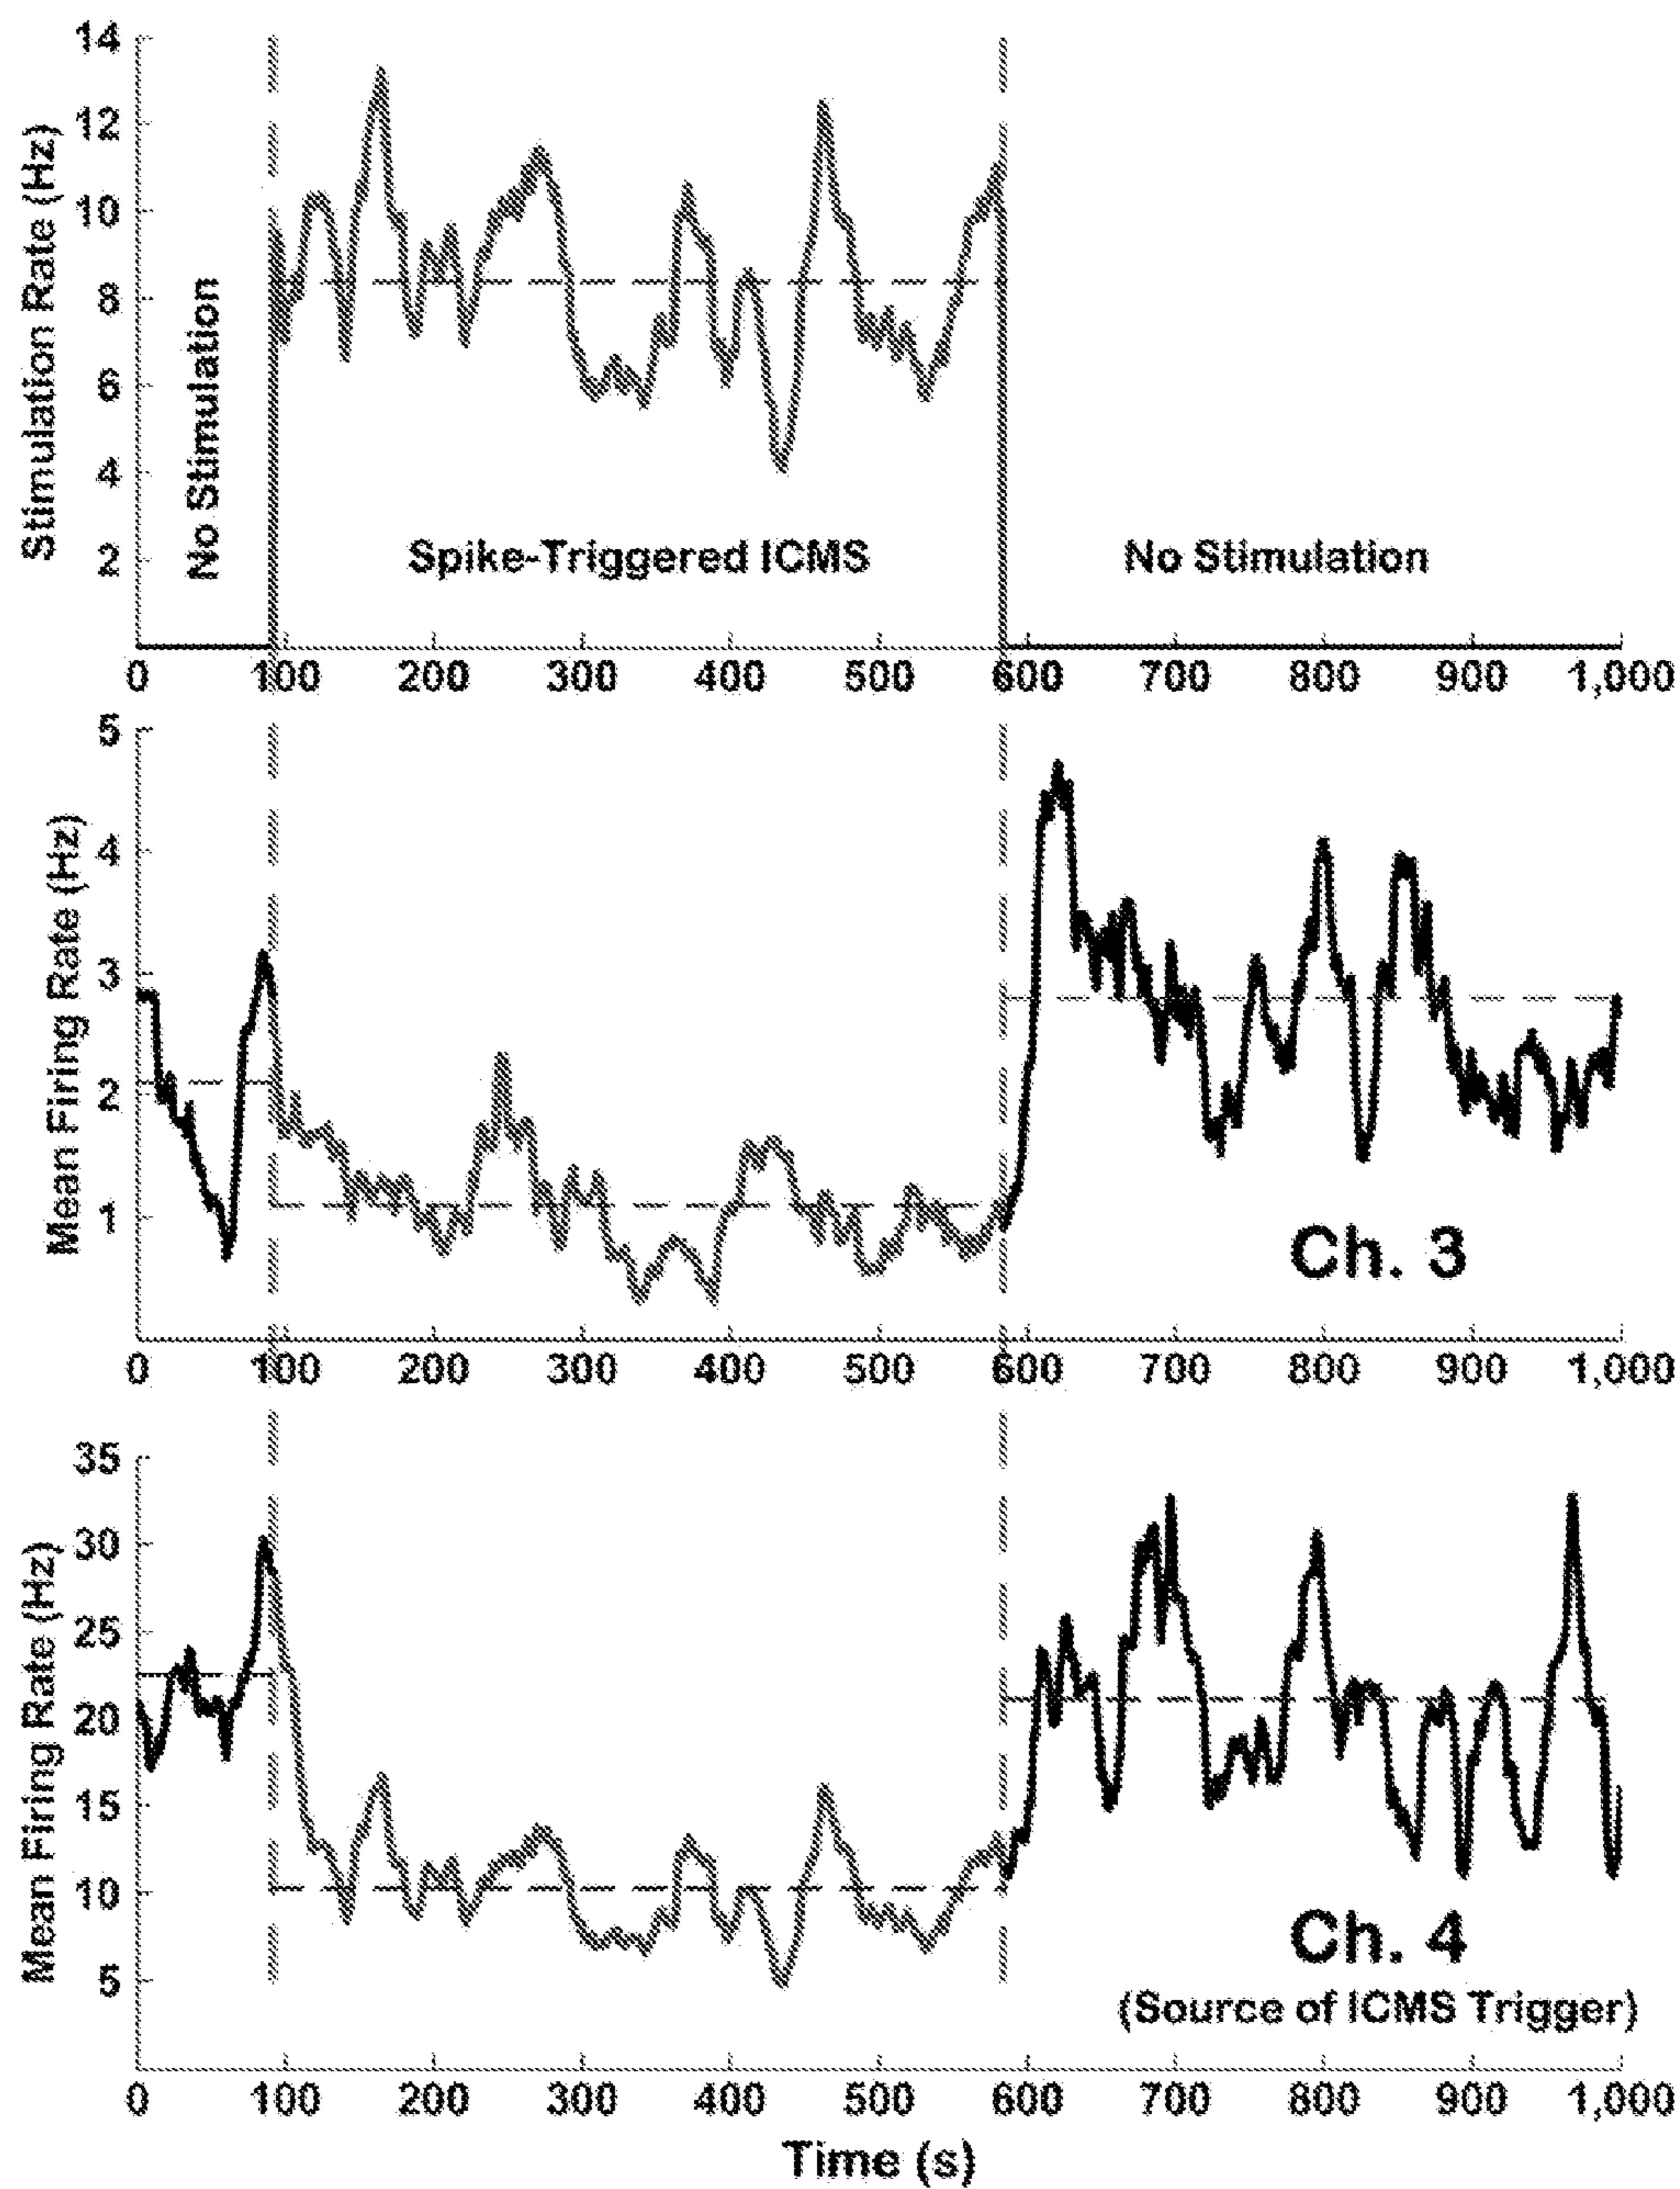 Stimulation Rate (Hz)
14
12
10
8
6
4
2
No Stimulation
Spike-Triggered ICMS
No Stimulation
0 100 200 300 400 500 600 700 800 900 1,000
Mean Firing Rate (Hz)
5
4
3
2
1
Ch. 3
0 100 200 300 400 500 600 700 800 900 1,000
Mean Firing Rate (Hz)
35
30
25
20
15
10
5
Ch. 4
(Source of ICMS Trigger)
0 100 200 300 400 500 600 700 800 900 1,000
Time (s)